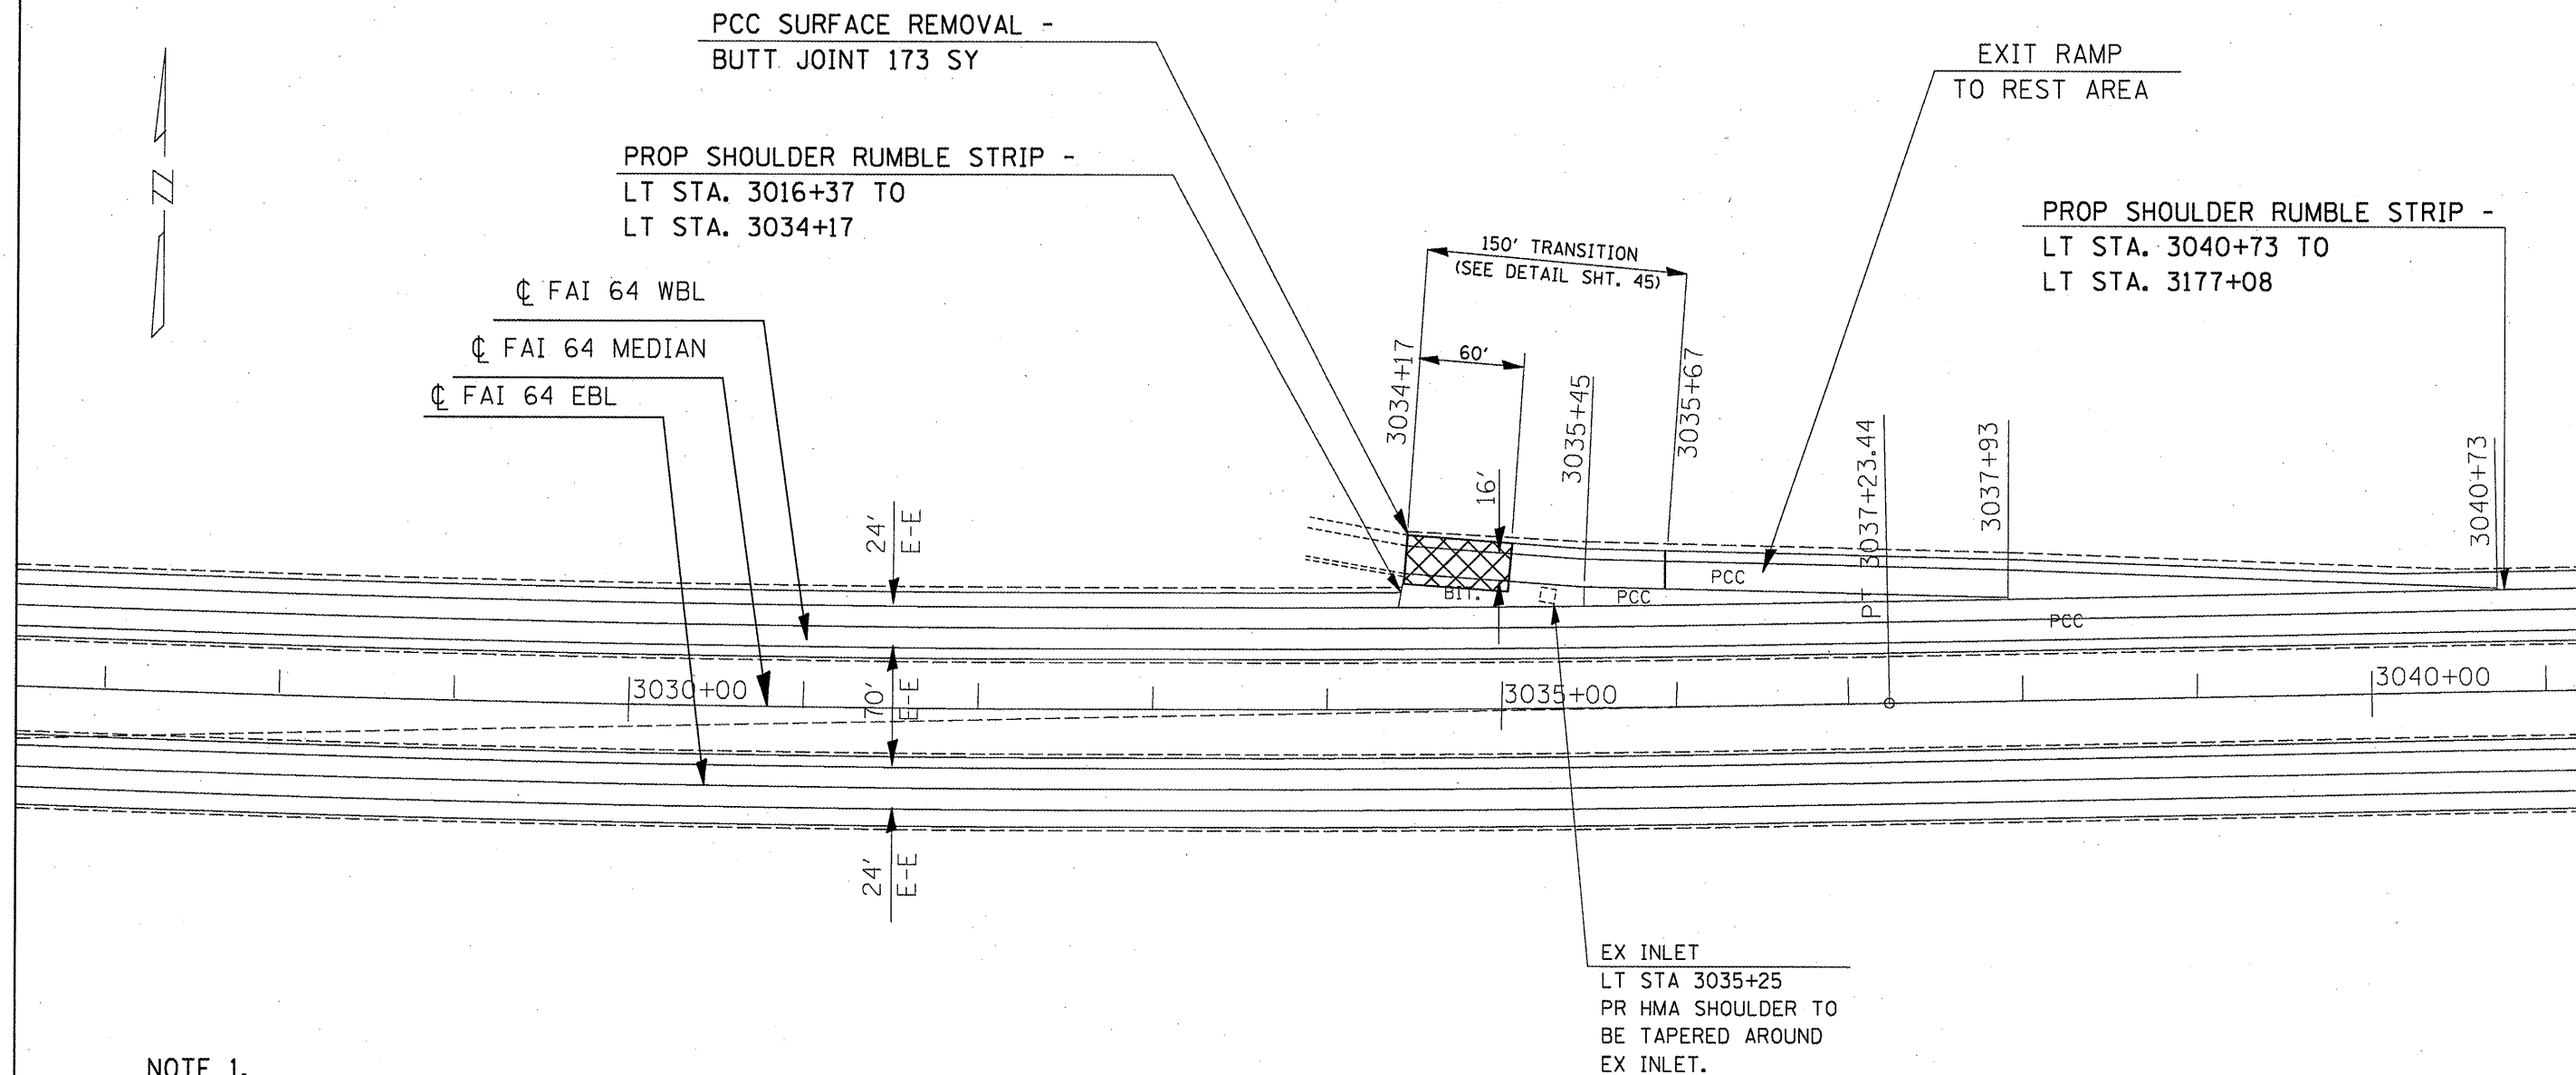 PCC SURFACE REMOVAL -
BUTT JOINT 173 SY
EXIT RAMP
TO REST AREA
PROP SHOULDER RUMBLE STRIP -
LT STA. 3016+37 TO
LT STA. 3034+17
PROP SHOULDER RUMBLE STRIP -
LT STA. 3040+73 TO
LT STA. 3177+08
150' TRANSITION
(SEE DETAIL SHT. 45)
℄ FAI 64 WBL
℄ FAI 64 MEDIAN
℄ FAI 64 EBL
N
60'
3034+17
3035+45
3035+67
16'
PT 3037+23.44
3037+93
3040+73
24'
E-E
PCC
BIT.
PCC
PCC
70'
E-E
3030+00
3035+00
3040+00
24'
E-E
EX INLET
LT STA 3035+25
PR HMA SHOULDER TO
BE TAPERED AROUND
EX INLET.
NOTE 1.